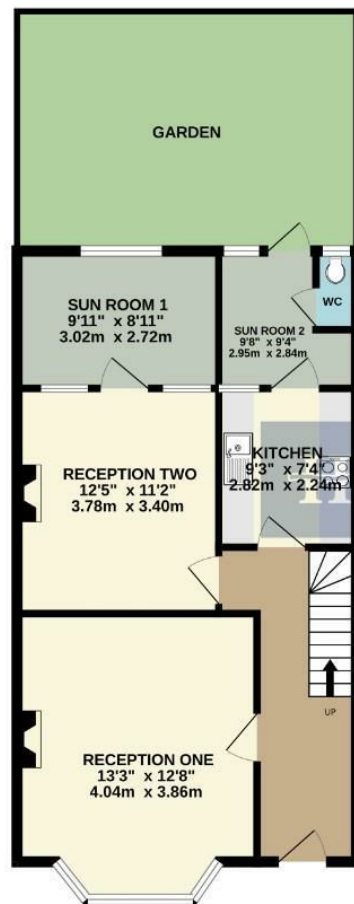 GARDEN
SUN ROOM 1
9'11" x 8'11"
3.02m x 2.72m
WC
SUN ROOM 2
9'8" x 9'4"
2.95m x 2.84m
KITCHEN
9'3" x 7'4"
2.82m x 2.24m
RECEPTION TWO
12'5" x 11'2"
3.78m x 3.40m
UP
RECEPTION ONE
13'3" x 12'8"
4.04m x 3.86m